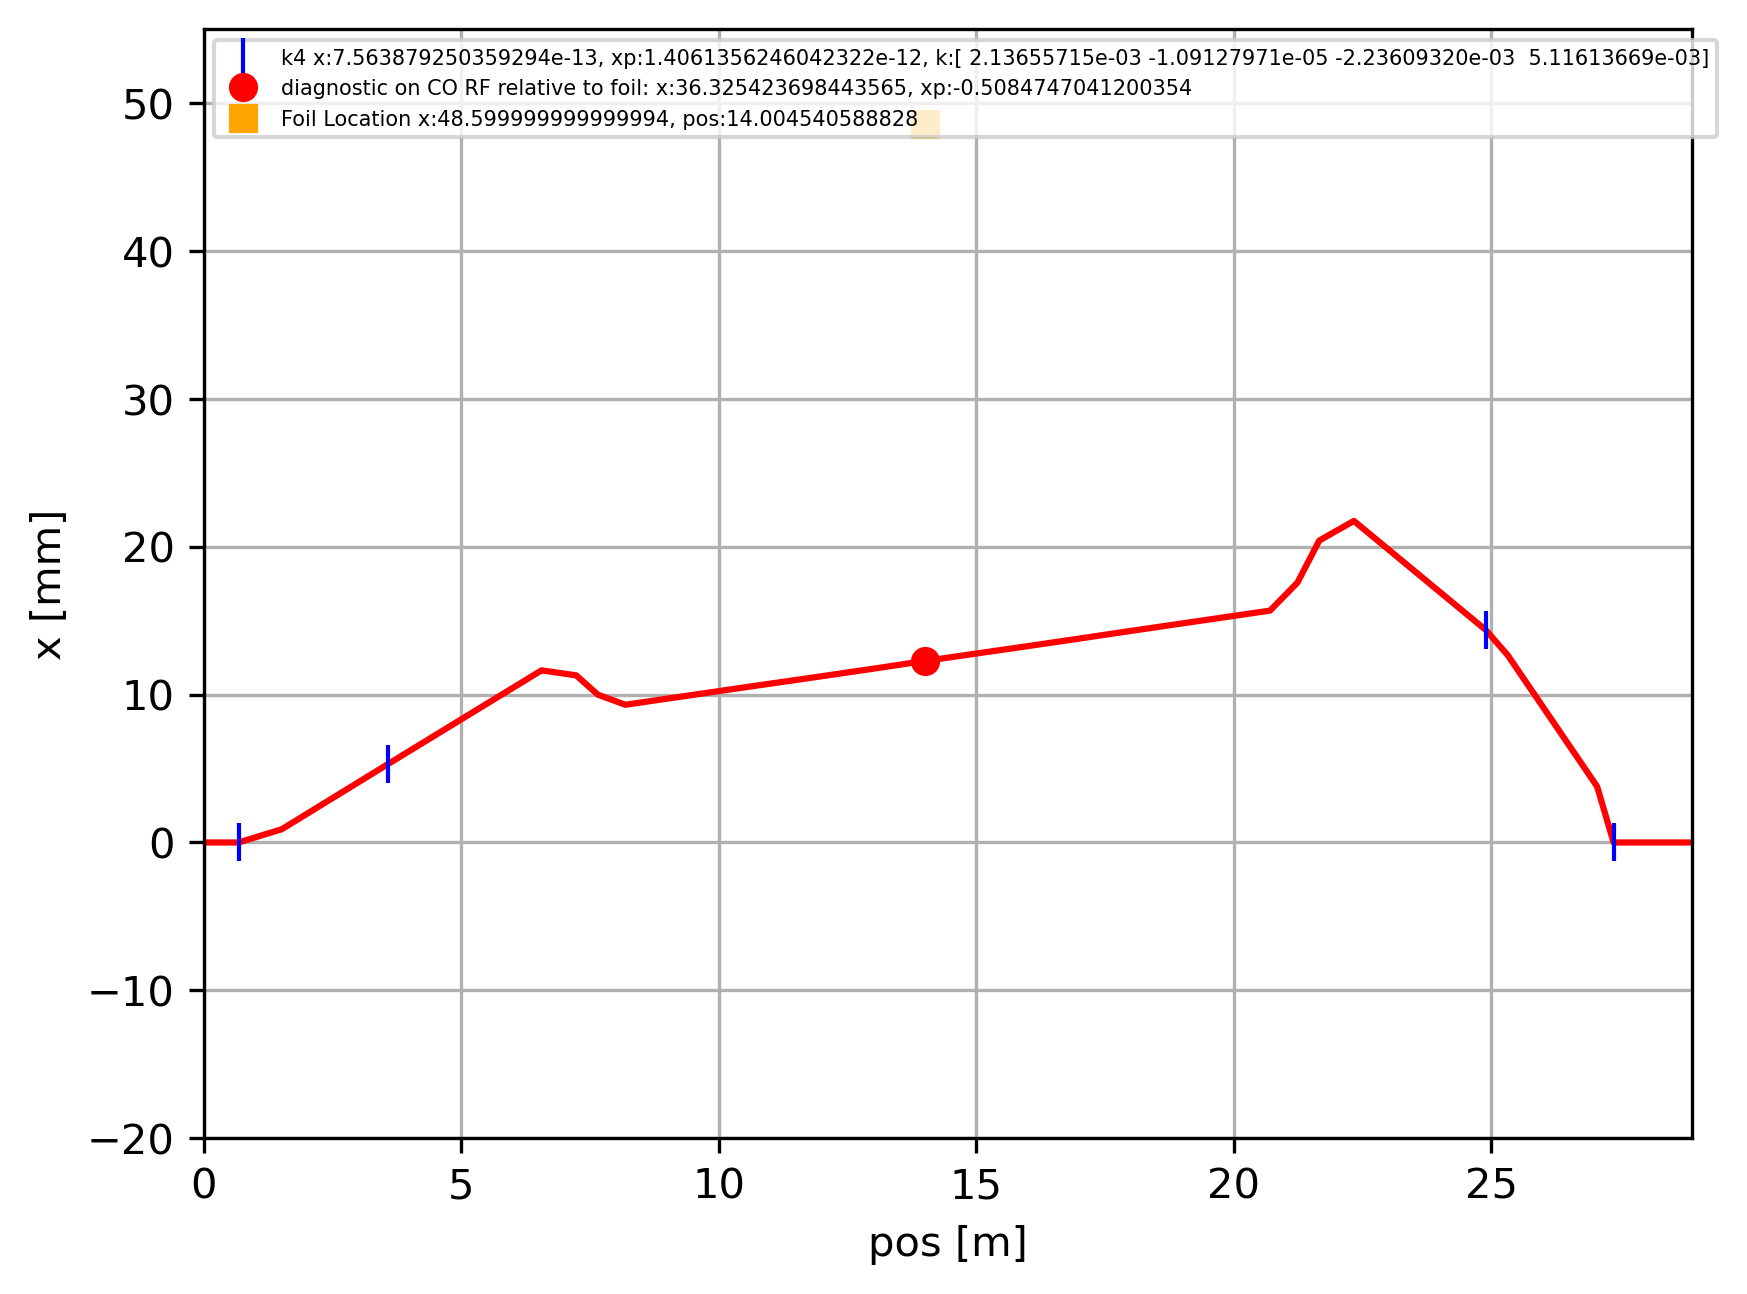 k4 x:7.563879250359294e-13, xp:1.4061356246042322e-12, k:[ 2.13655715e-03 -1.09127971e-05 -2.23609320e-03  5.11613669e-03]
diagnostic on CO RF relative to foil: x:36.325423698443565, xp:-0.5084747041200354
Foil Location x:48.599999999999994, pos:14.004540588828
50
40
30
20
10
0
−10
−20
x [mm]
0 5 10 15 20 25
pos [m]